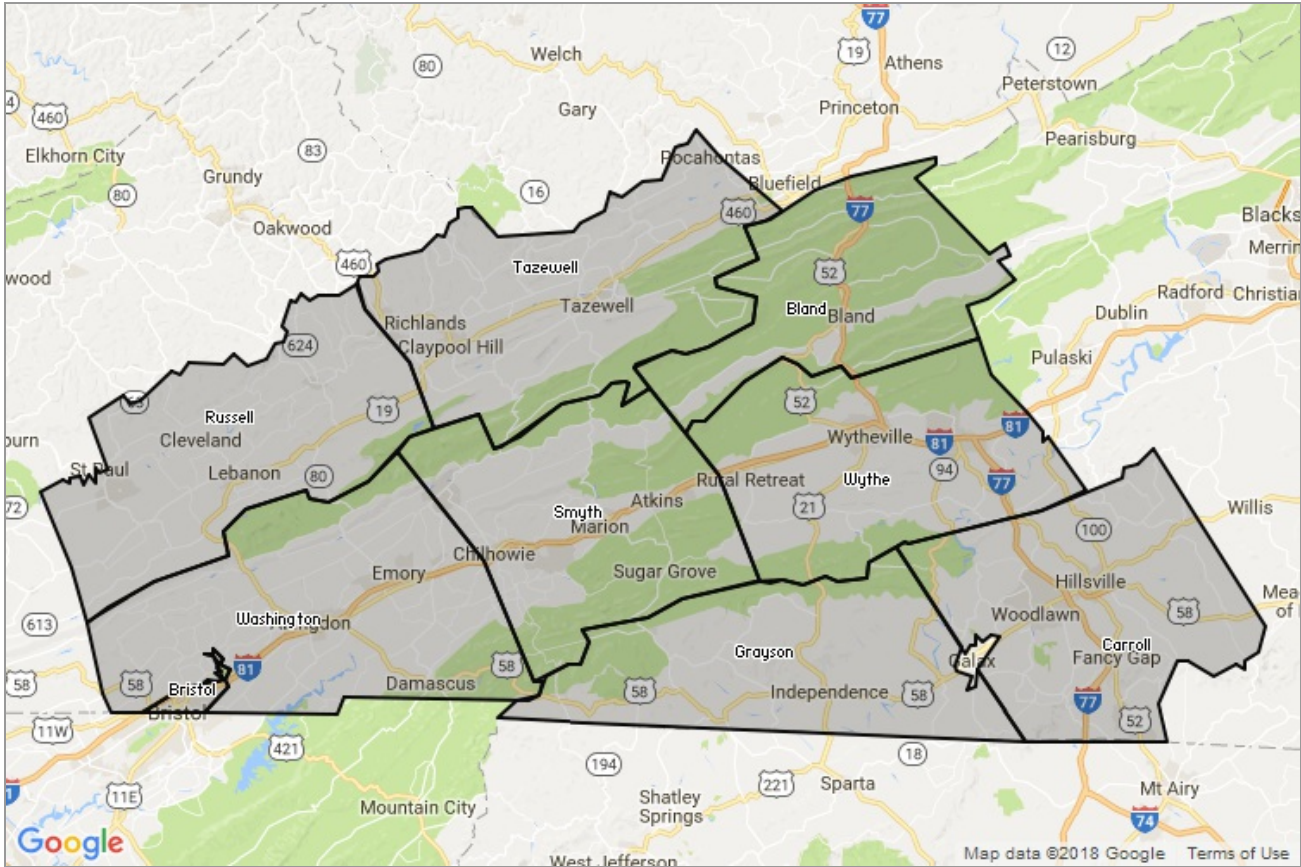 77
19
12
Welch
80
Athens
Peterstown
460
Gary
Princeton
Pearisburg
Elkhorn City
83
Pocahontas
Grundy
Bluefield
80
16
460
77
Blacks
Oakwood
Merrin
460
Tazewell
52
wood
Radford
Christian
Tazewell
Bland
Bland
Dublin
Richlands
624
Claypool Hill
Pulaski
19
52
Russell
81
ourn
Cleveland
Wytheville
81
St Paul
Lebanon
80
94
Rural Retreat
Wythe
77
72
Atkins
21
Willis
Smyth
Marion
100
Chilhowie
Emory
Sugar Grove
Hillsville
Mea
of
613
Washington
Woodlawn
58
Carroll
Grayson
Galax
Fancy Gap
81
58
58
58
Bristol
Damascus
58
Independence
58
77
Bristol
52
11W
421
18
194
Sparta
221
11E
Shatley
Springs
Mt Airy
Mountain City
74
Google
West Jefferson
Map data ©2018 Google
Terms of Use